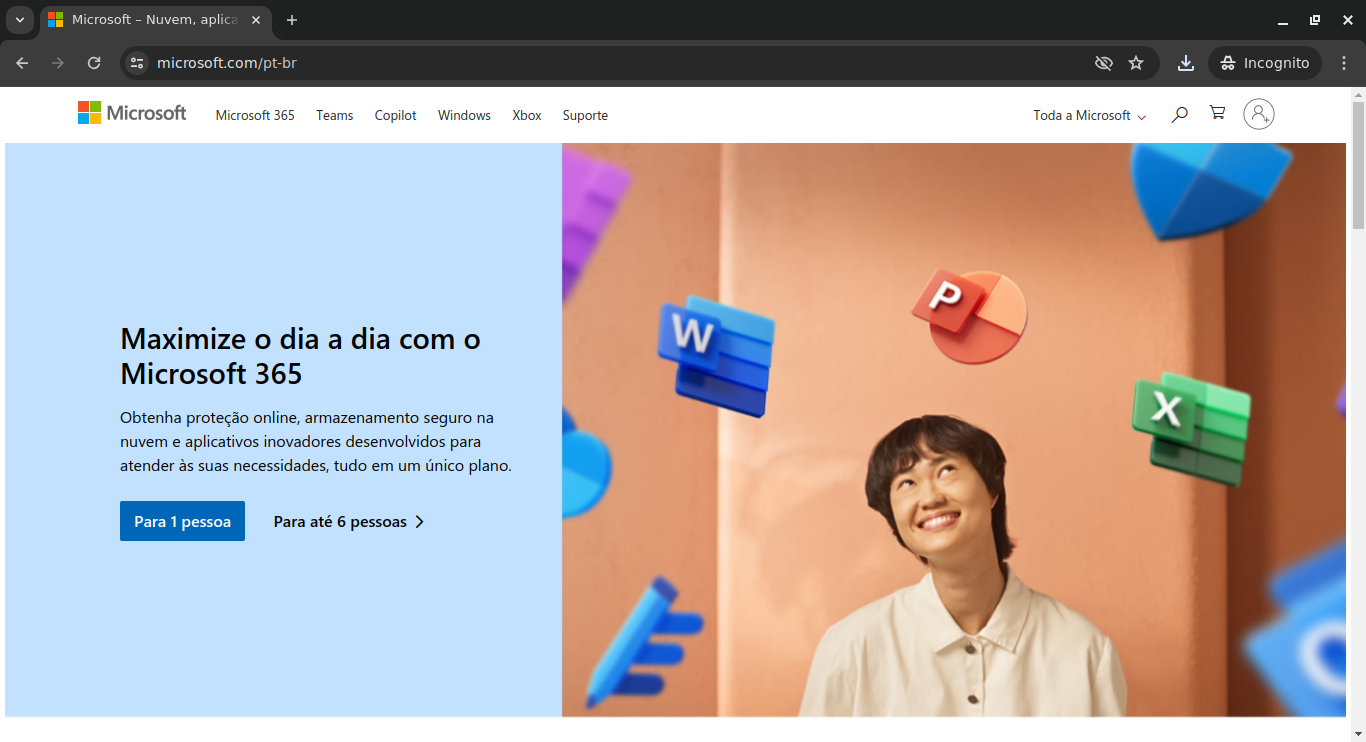 Microsoft – Nuvem, aplica
microsoft.com/pt-br
Incognito
Microsoft
Microsoft 365
Teams
Copilot
Windows
Xbox
Suporte
Toda a Microsoft
Maximize o dia a dia com o
Microsoft 365
Obtenha proteção online, armazenamento seguro na
nuvem e aplicativos inovadores desenvolvidos para
atender às suas necessidades, tudo em um único plano.
Para 1 pessoa
Para até 6 pessoas
W
P
X